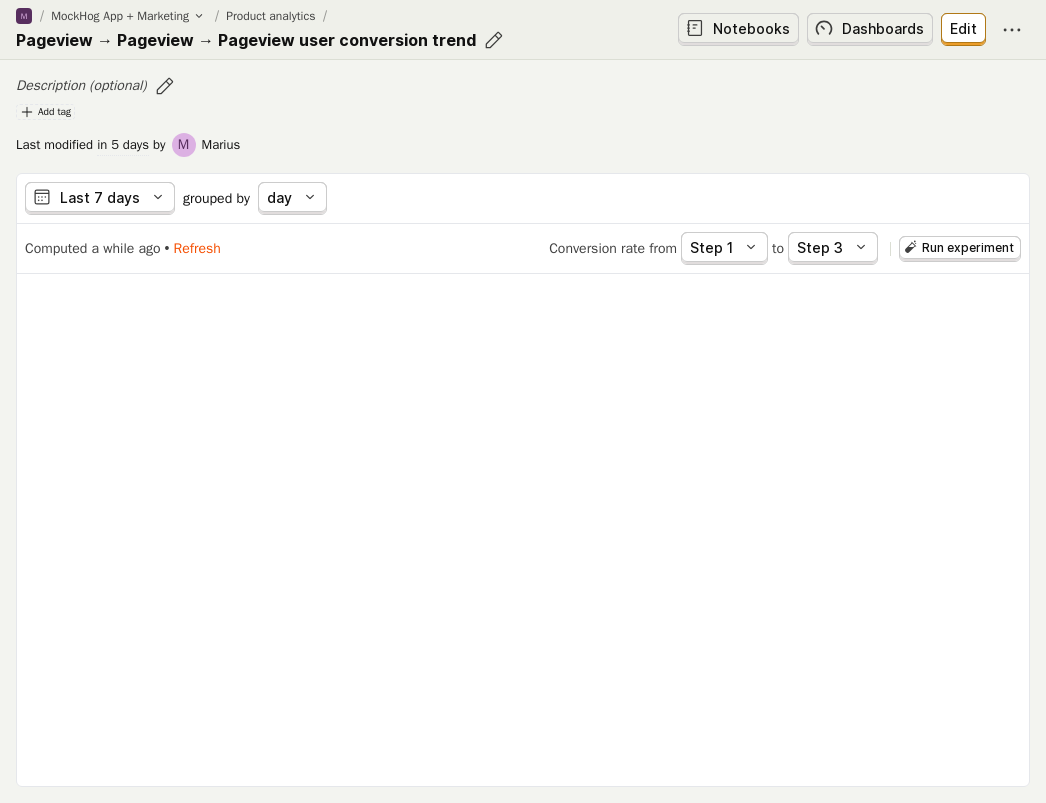 M / MockHog App + Marketing / Product analytics /
Pageview → Pageview → Pageview user conversion trend
Notebooks Dashboards Edit
Description (optional)
Add tag
Last modified in 5 days by M Marius
Last 7 days grouped by day
Computed a while ago • Refresh
Conversion rate from Step 1 to Step 3 Run experiment